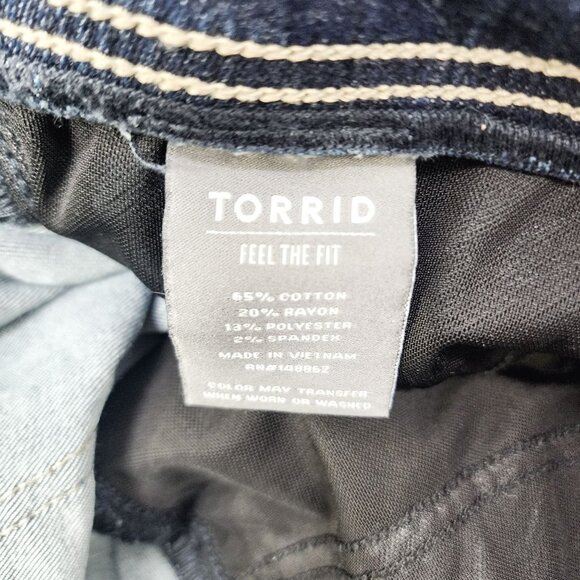 TORRID
FEEL THE FIT
65% COTTON
20% RAYON
13% POLYESTER
2% SPANDEX
MADE IN VIETNAM
RN#148952
COLOR MAY TRANSFER
WHEN WORN OR WASHED